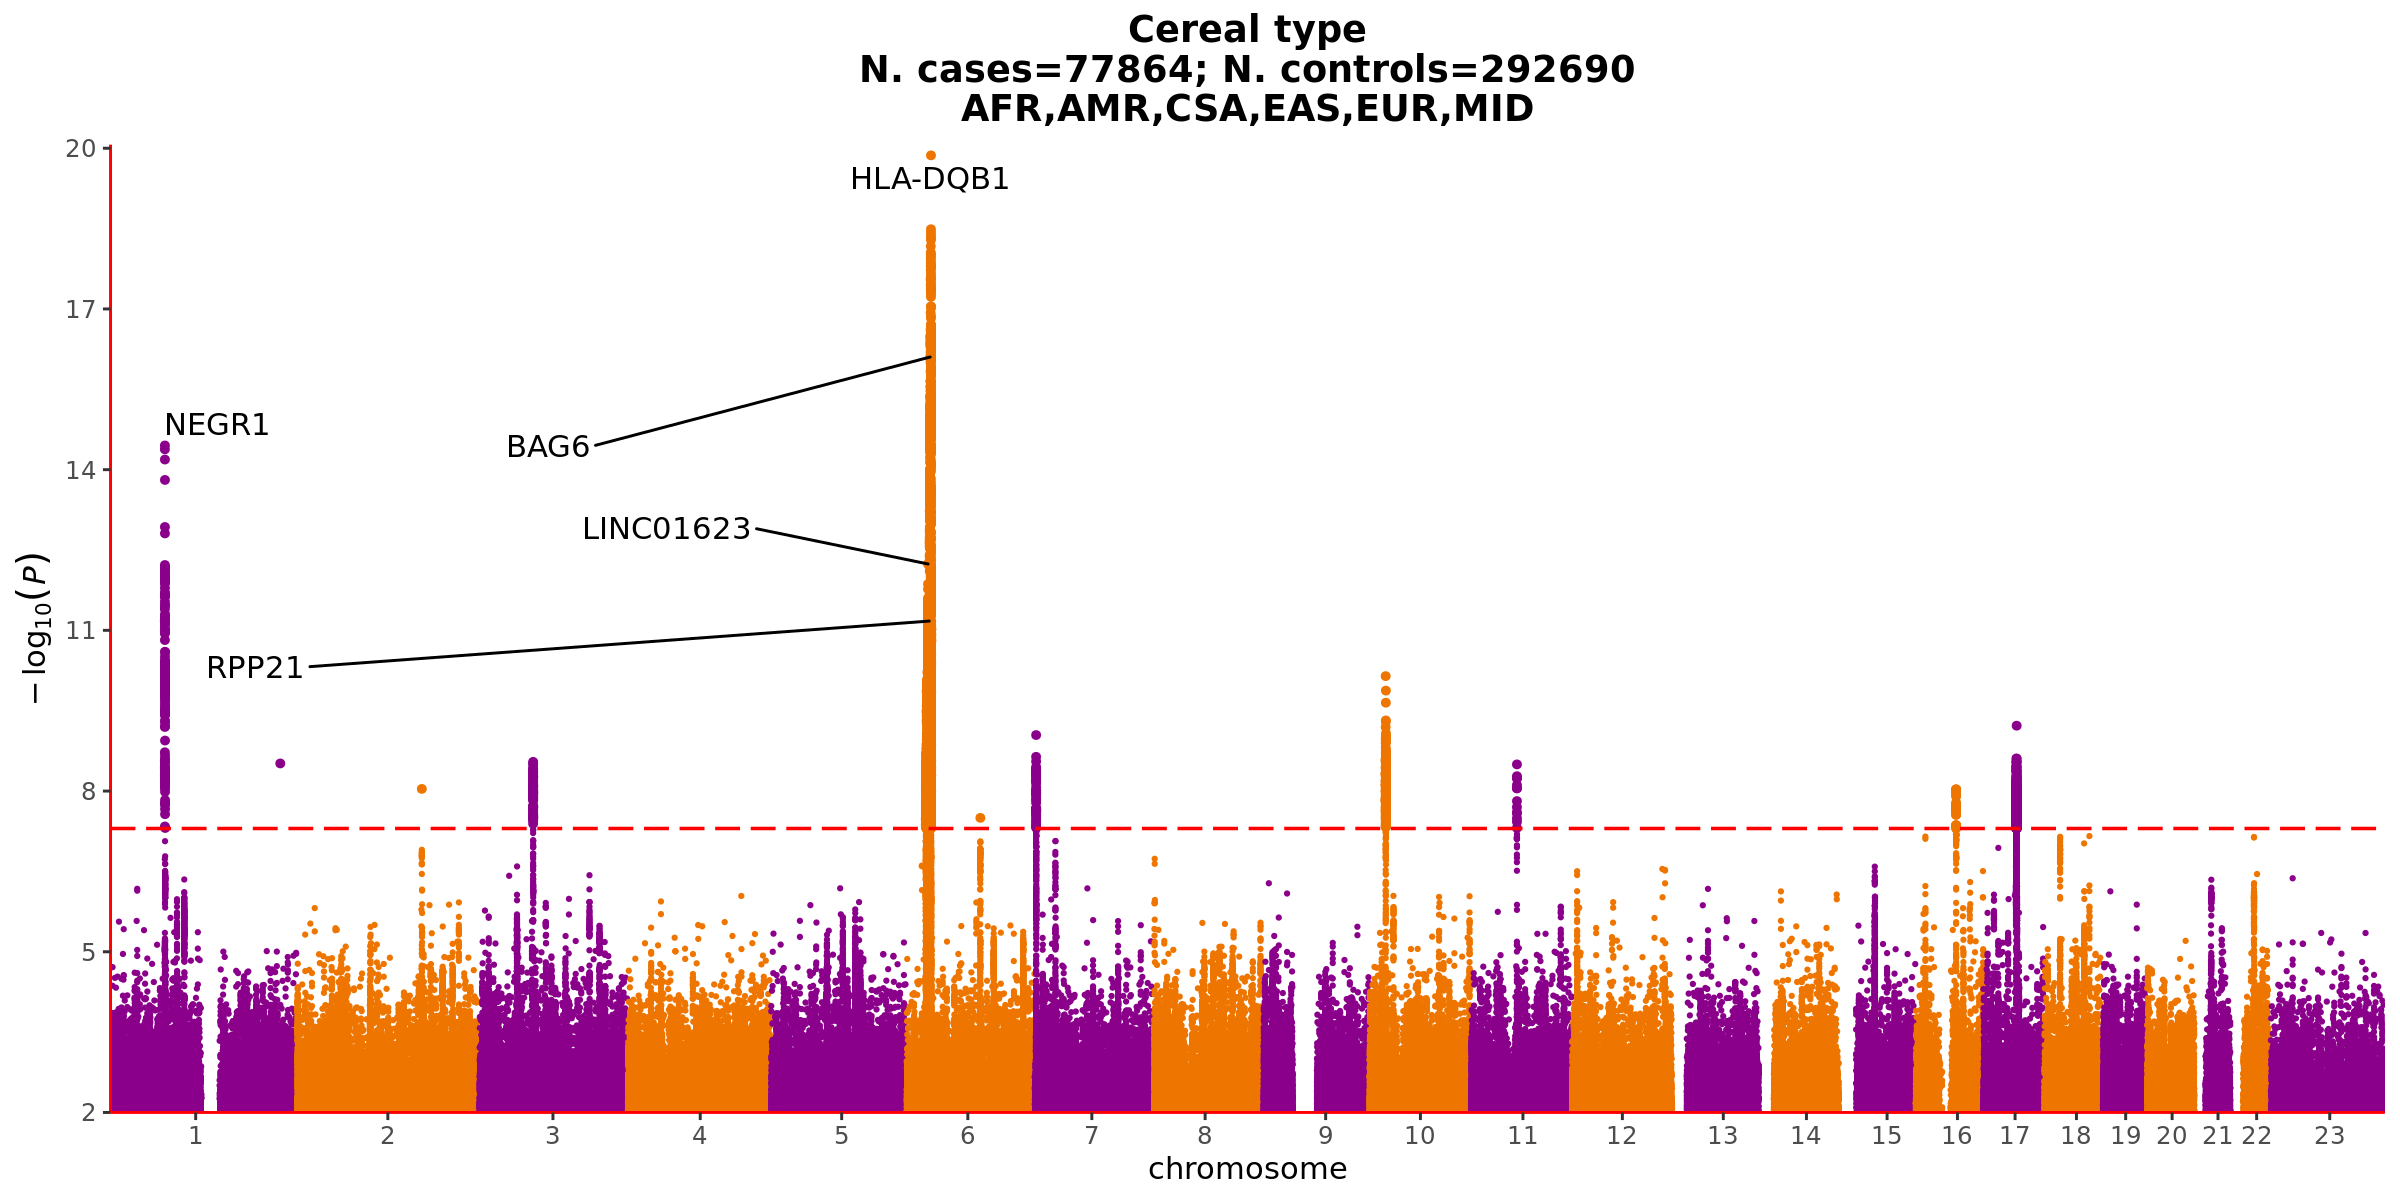 Cereal type
N. cases=77864; N. controls=292690
AFR,AMR,CSA,EAS,EUR,MID
20
17
14
11
8
5
2
−log10(P)
HLA-DQB1
NEGR1
BAG6
LINC01623
RPP21
1 2 3 4 5 6 7 8 9 10 11 12 13 14 15 16 17 18 19 20 21 22 23
chromosome